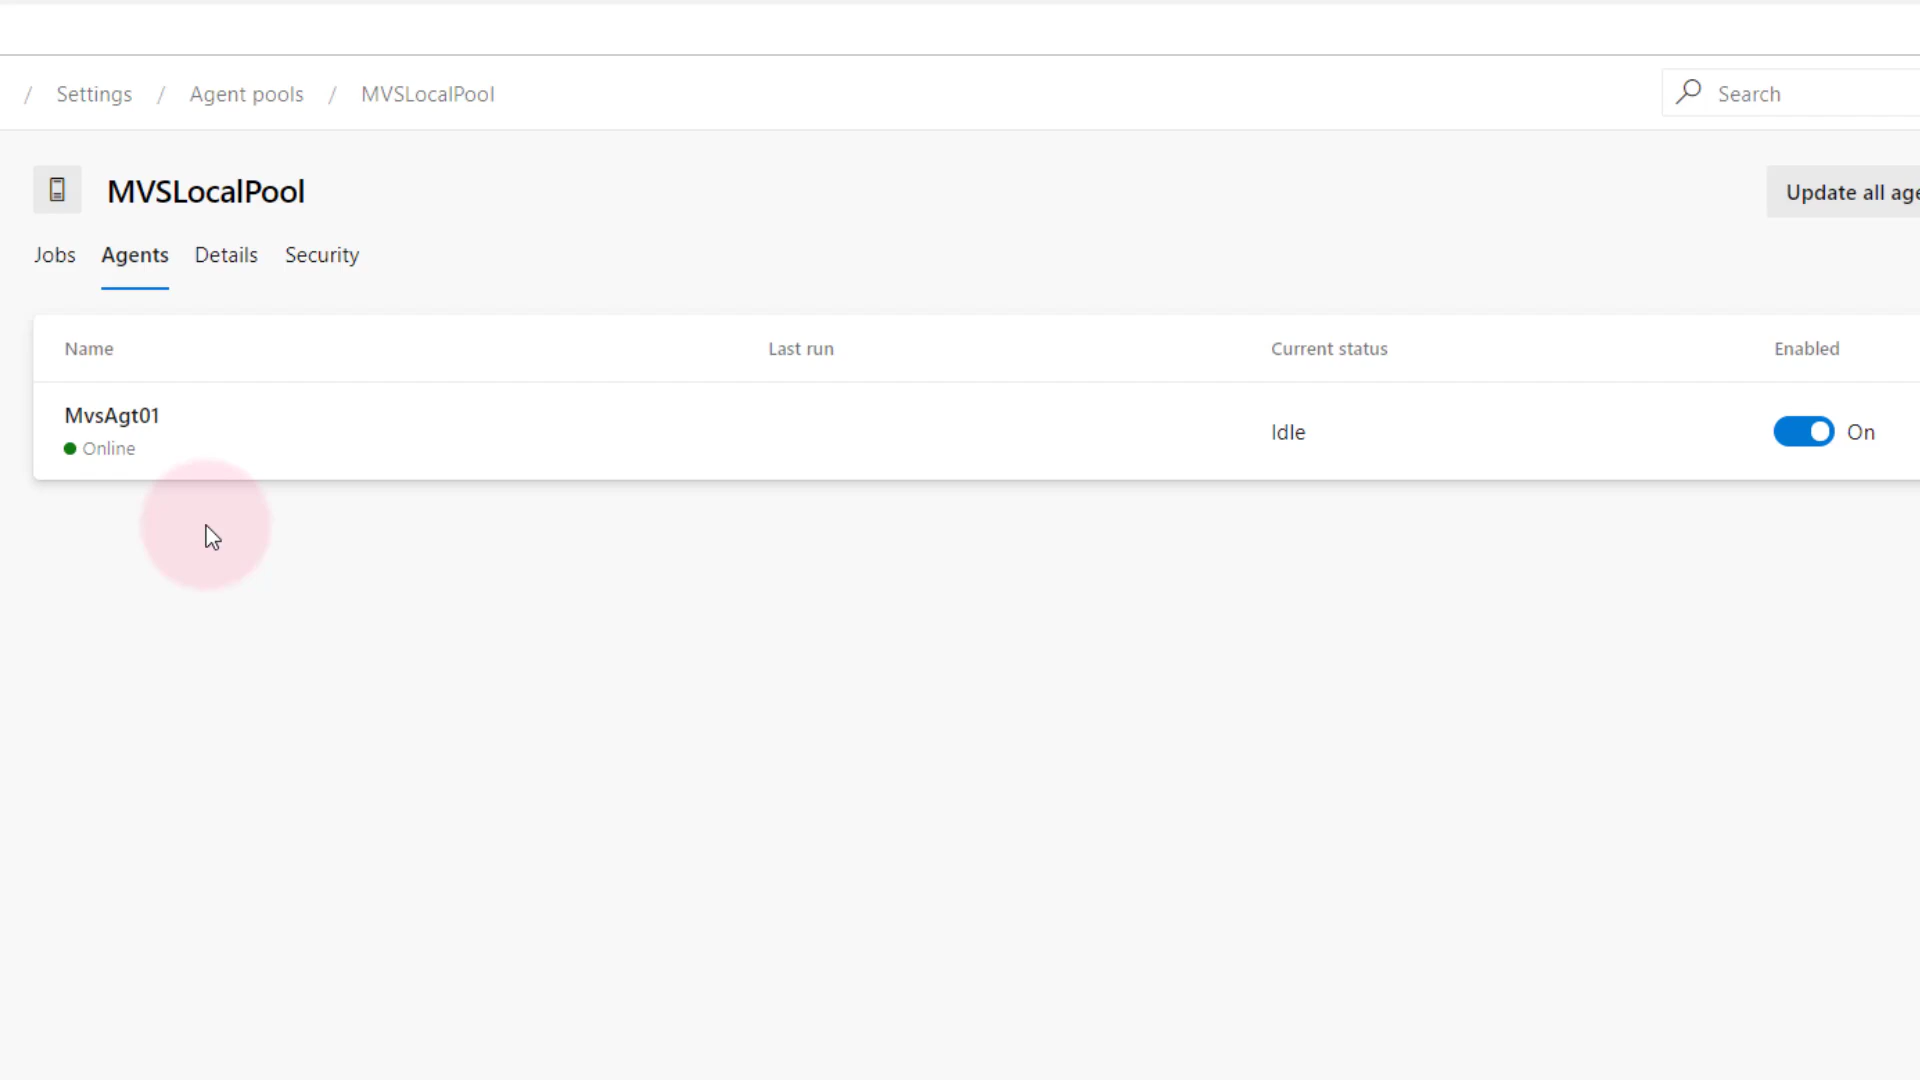 / Settings / Agent pools / MVSLocalPool
Search
MVSLocalPool
Update all age
Jobs Agents Details Security
Name Last run Current status Enabled
MvsAgt01
Online
Idle
On